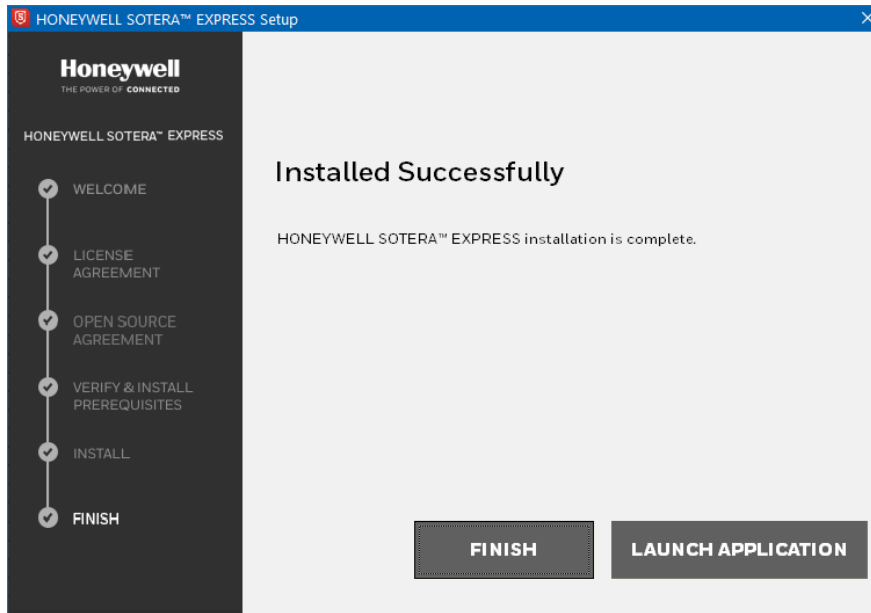 HONEYWELL SOTERA™ EXPRESS Setup
Honeywell
THE POWER OF CONNECTED
HONEYWELL SOTERA™ EXPRESS
WELCOME
LICENSE
AGREEMENT
OPEN SOURCE
AGREEMENT
VERIFY & INSTALL
PREREQUISITES
INSTALL
FINISH
Installed Successfully
HONEYWELL SOTERA™ EXPRESS installation is complete.
FINISH
LAUNCH APPLICATION